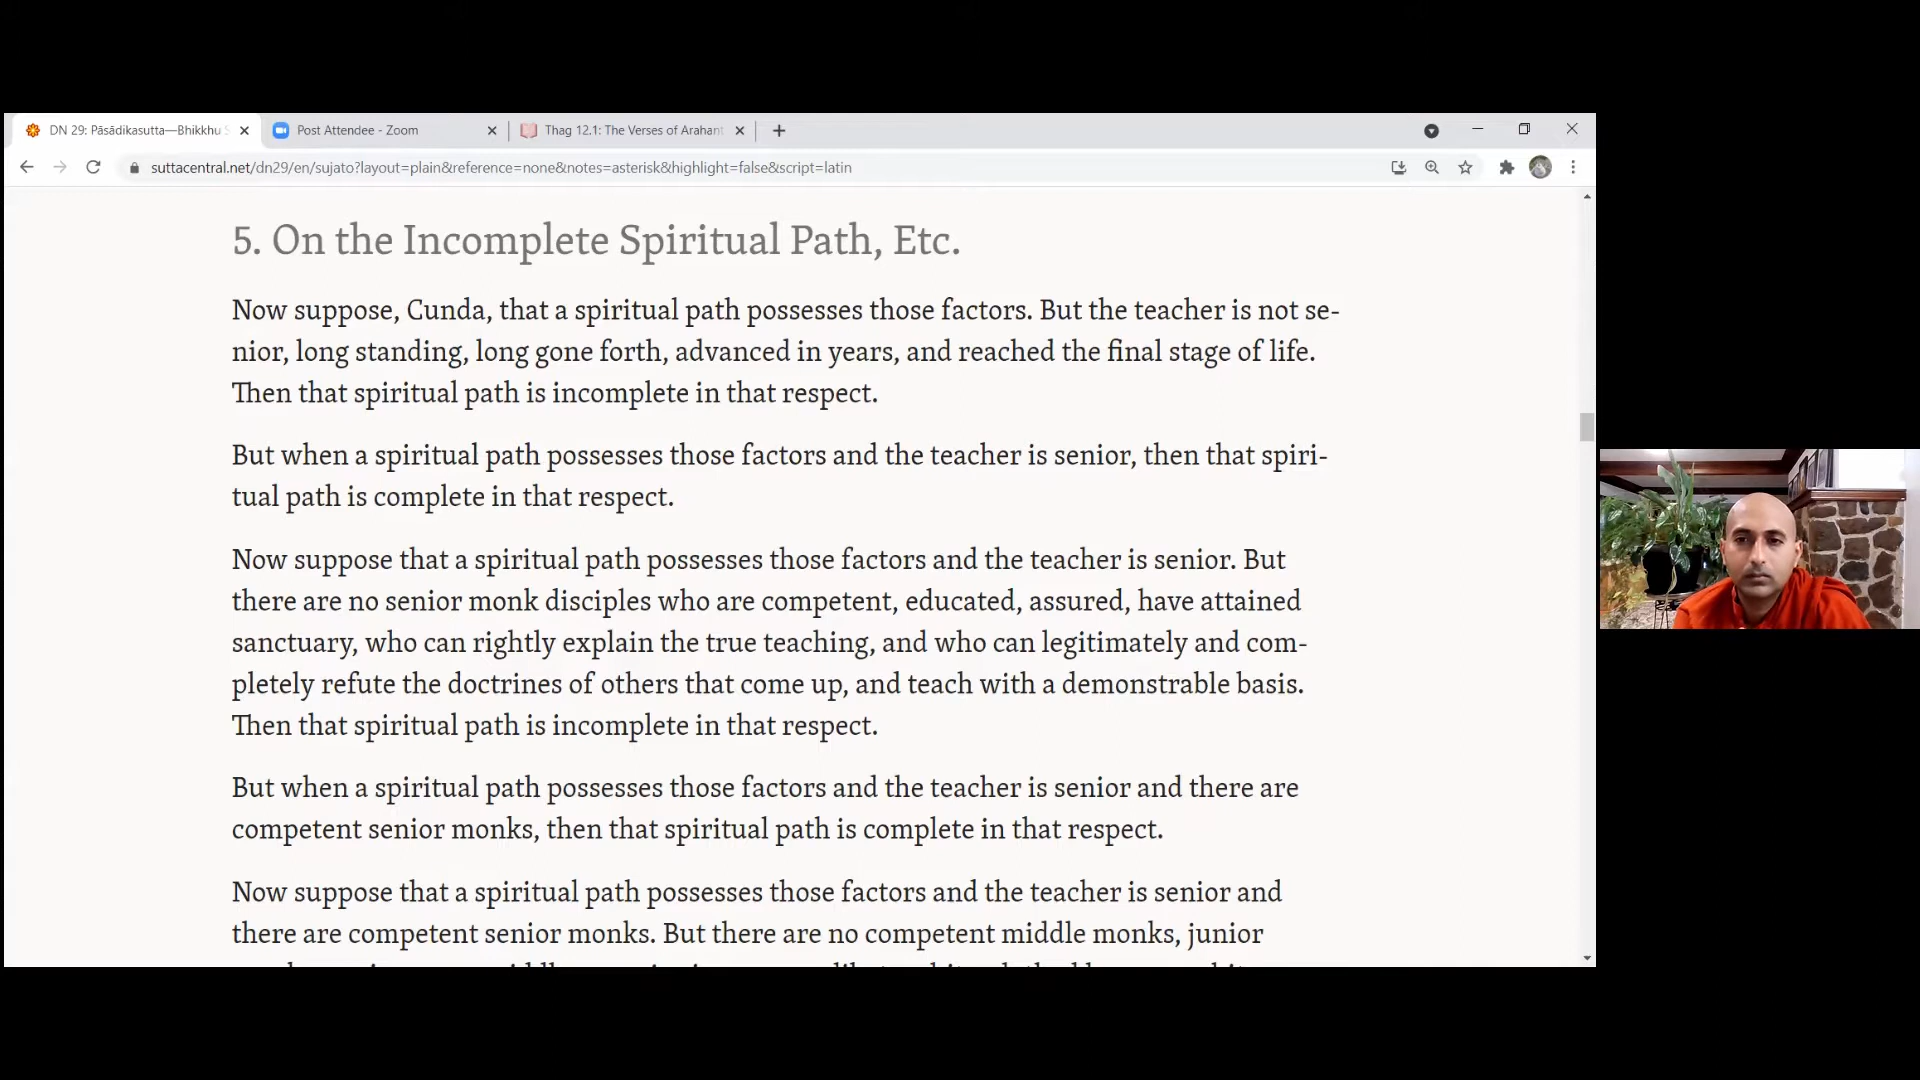 DN 29: Pāsādikasutta—Bhikkhu S
Post Attendee - Zoom
Thag 12.1: The Verses of Arahant
suttacentral.net/dn29/en/sujato?layout=plain&reference=none&notes=asterisk&highlight=false&script=latin
5. On the Incomplete Spiritual Path, Etc.
Now suppose, Cunda, that a spiritual path possesses those factors. But the teacher is not se-
nior, long standing, long gone forth, advanced in years, and reached the final stage of life.
Then that spiritual path is incomplete in that respect.
But when a spiritual path possesses those factors and the teacher is senior, then that spiri-
tual path is complete in that respect.
Now suppose that a spiritual path possesses those factors and the teacher is senior. But
there are no senior monk disciples who are competent, educated, assured, have attained
sanctuary, who can rightly explain the true teaching, and who can legitimately and com-
pletely refute the doctrines of others that come up, and teach with a demonstrable basis.
Then that spiritual path is incomplete in that respect.
But when a spiritual path possesses those factors and the teacher is senior and there are
competent senior monks, then that spiritual path is complete in that respect.
Now suppose that a spiritual path possesses those factors and the teacher is senior and
there are competent senior monks. But there are no competent middle monks, junior